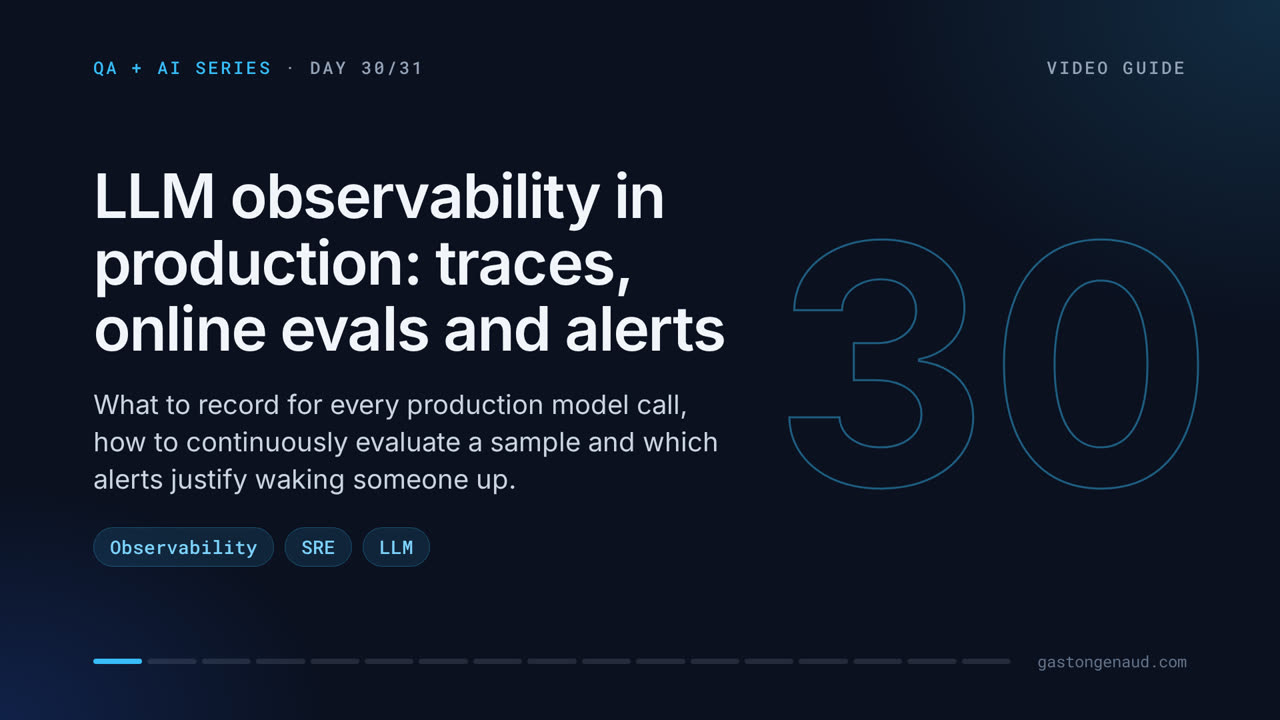 QA + AI SERIES · DAY 30/31
VIDEO GUIDE
LLM observability in
production: traces,
online evals and alerts
30
What to record for every production model call,
how to continuously evaluate a sample and which
alerts justify waking someone up.
Observability
SRE
LLM
gastongenaud.com